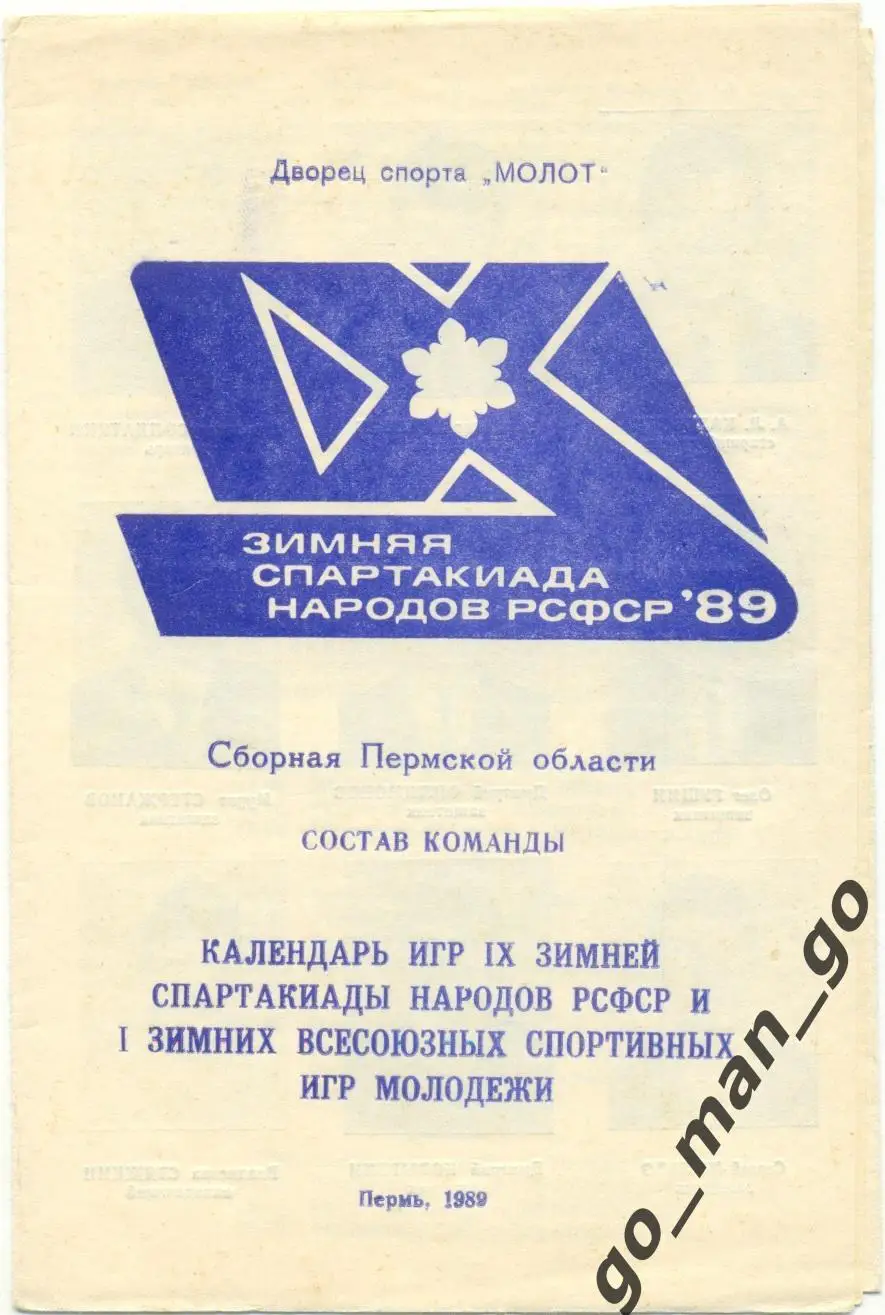 Дворец спорта „МОЛОТ"
ЗИМНЯЯ
СПАРТАКИАДА
НАРОДОВ РСФСР '89
Сборная Пермской области
СОСТАВ КОМАНДЫ
КАЛЕНДАРЬ ИГР IX ЗИМНЕЙ
СПАРТАКИАДЫ НАРОДОВ РСФСР И
I ЗИМНИХ ВСЕСОЮЗНЫХ СПОРТИВНЫХ
ИГР МОЛОДЕЖИ
Пермь, 1989
go_man_go